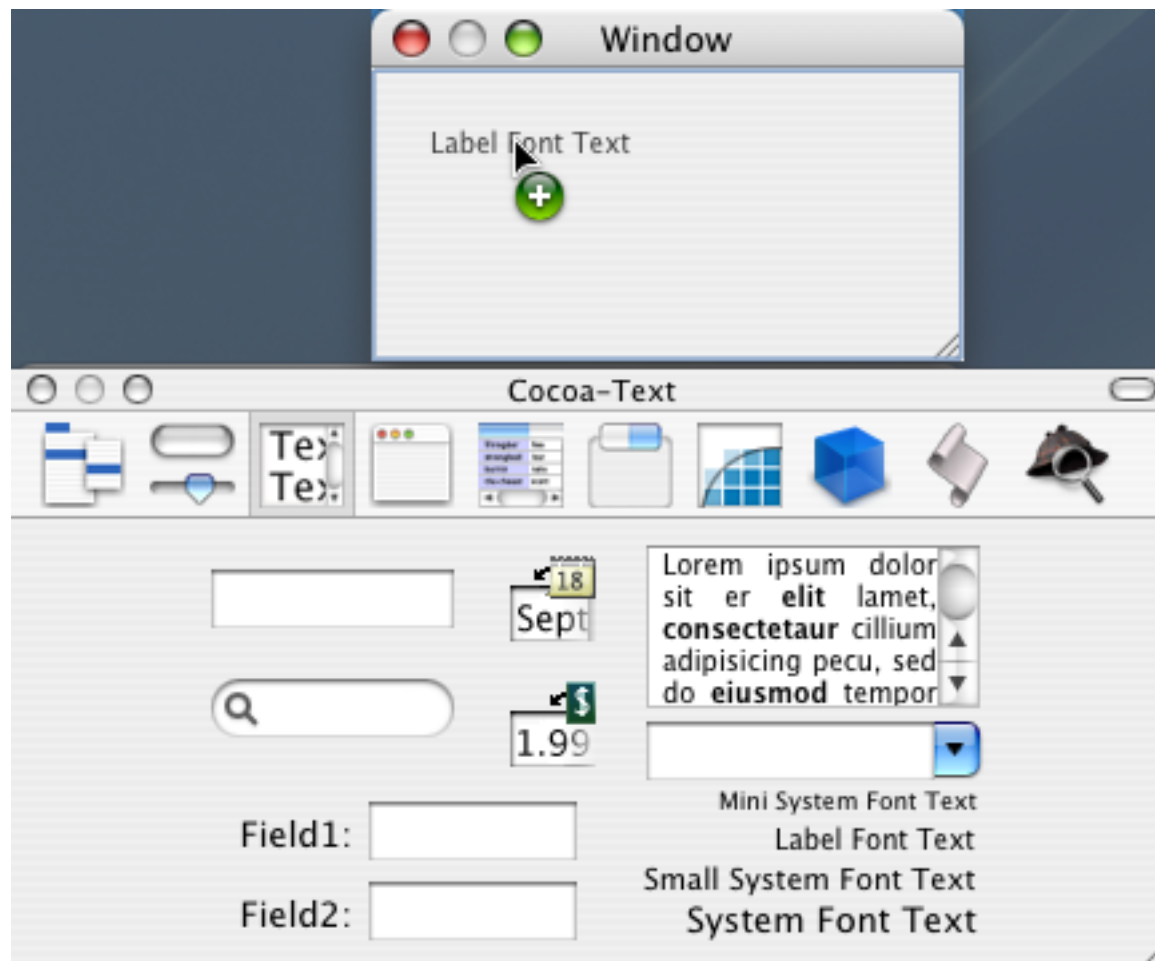 Window
Label Font Text
Cocoa-Text
Tex
Tex
18
Sept
$
1.99
Field1:
Field2:
Lorem ipsum dolor
sit er elit lamet,
consectetaur cillium
adipisicing pecu, sed
do eiusmod tempor
Mini System Font Text
Label Font Text
Small System Font Text
System Font Text